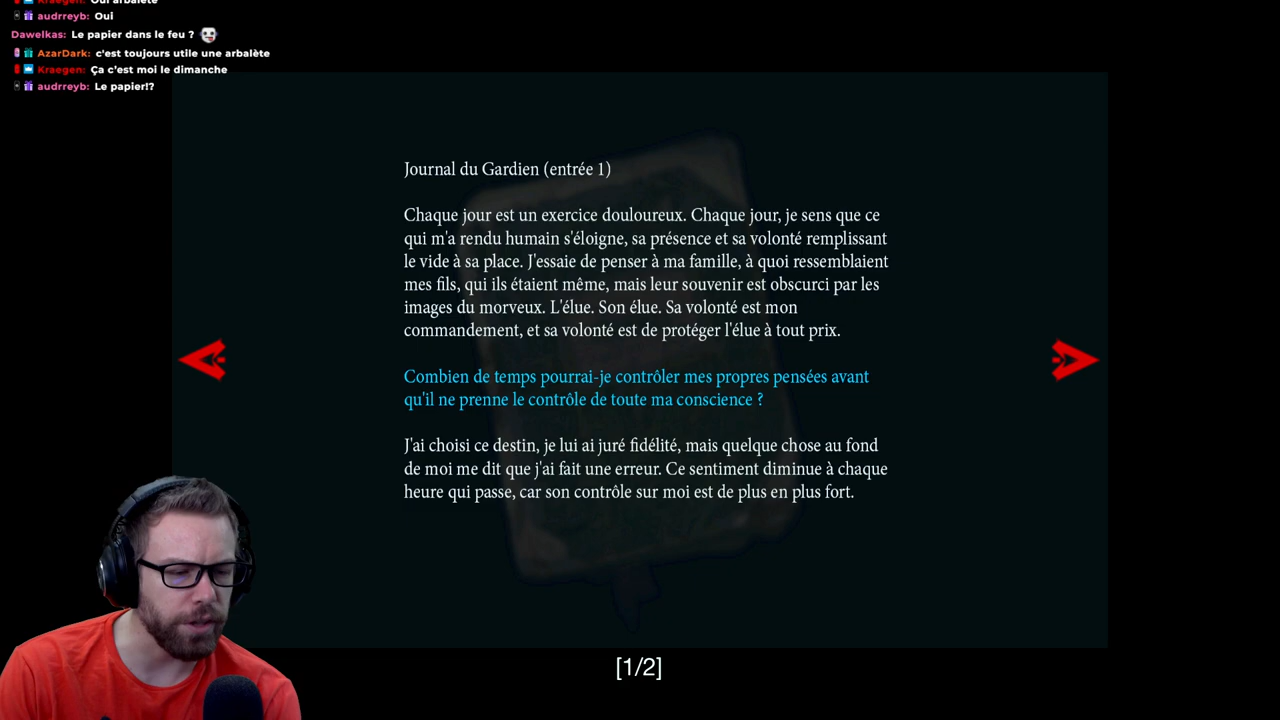 Kraegen: Oui arbalète
audrreyb: Oui
Dawelkas: Le papier dans le feu ?
AzarDark: c'est toujours utile une arbalète
Kraegen: Ça c'est moi le dimanche
audrreyb: Le papier!?
Journal du Gardien (entrée 1)
Chaque jour est un exercice douloureux. Chaque jour, je sens que ce
qui m'a rendu humain s'éloigne, sa présence et sa volonté remplissant
le vide à sa place. J'essaie de penser à ma famille, à quoi ressemblaient
mes fils, qui ils étaient même, mais leur souvenir est obscurci par les
images du morveux. L'élue. Son élue. Sa volonté est mon
commandement, et sa volonté est de protéger l'élue à tout prix.
Combien de temps pourrai-je contrôler mes propres pensées avant
qu'il ne prenne le contrôle de toute ma conscience ?
J'ai choisi ce destin, je lui ai juré fidélité, mais quelque chose au fond
de moi me dit que j'ai fait une erreur. Ce sentiment diminue à chaque
heure qui passe, car son contrôle sur moi est de plus en plus fort.
[1/2]